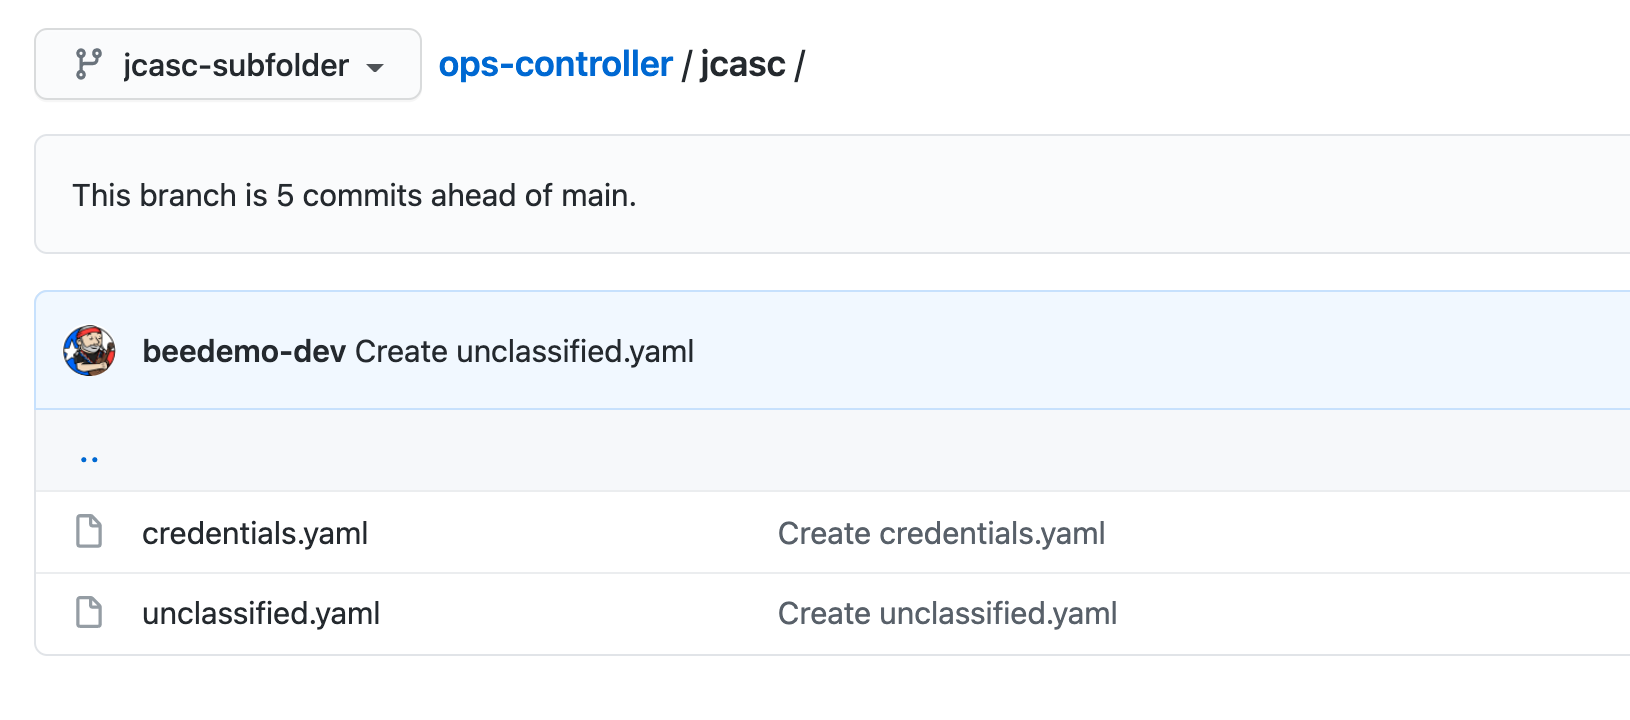 jcasc-subfolder ops-controller / jcasc /
This branch is 5 commits ahead of main.
beedemo-dev Create unclassified.yaml
..
credentials.yaml Create credentials.yaml
unclassified.yaml Create unclassified.yaml